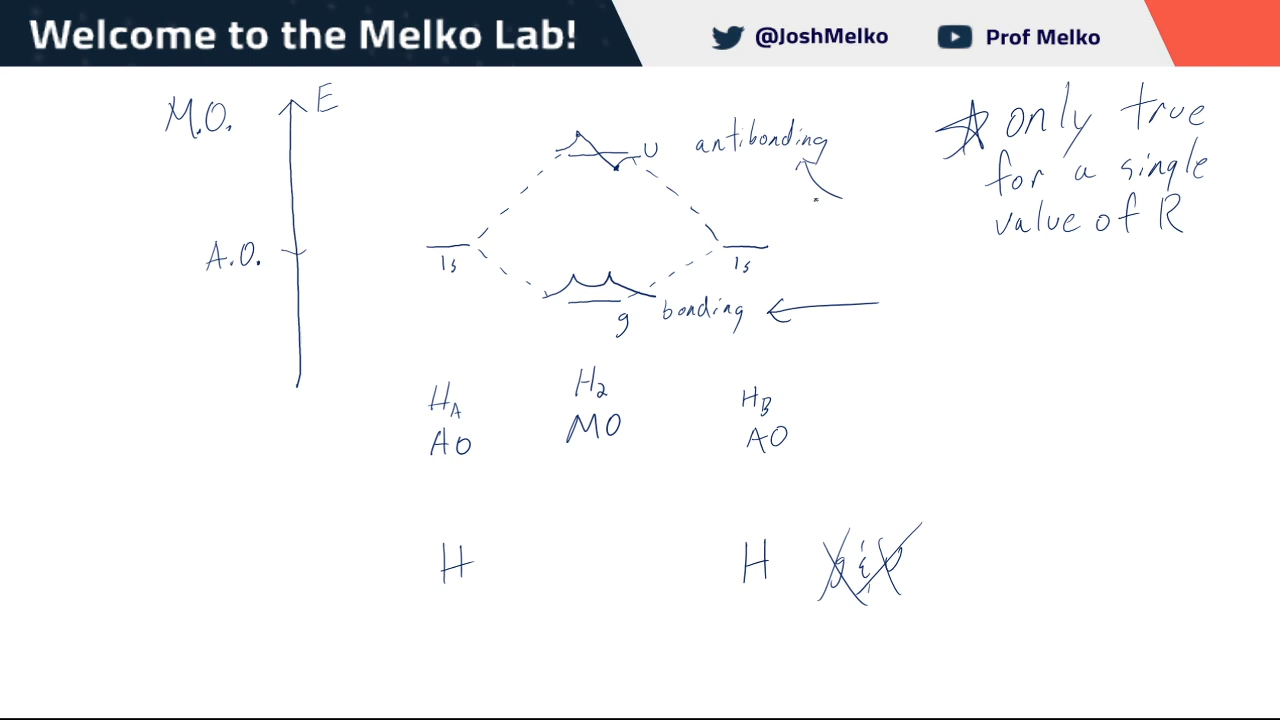 Welcome to the Melko Lab!
@JoshMelko
Prof Melko
M.O.
E
U
antibonding
only true
for a single
value of R
A.O.
1s
1s
g
bonding
H₂
MO
H_A
AO
H_B
AO
H
H